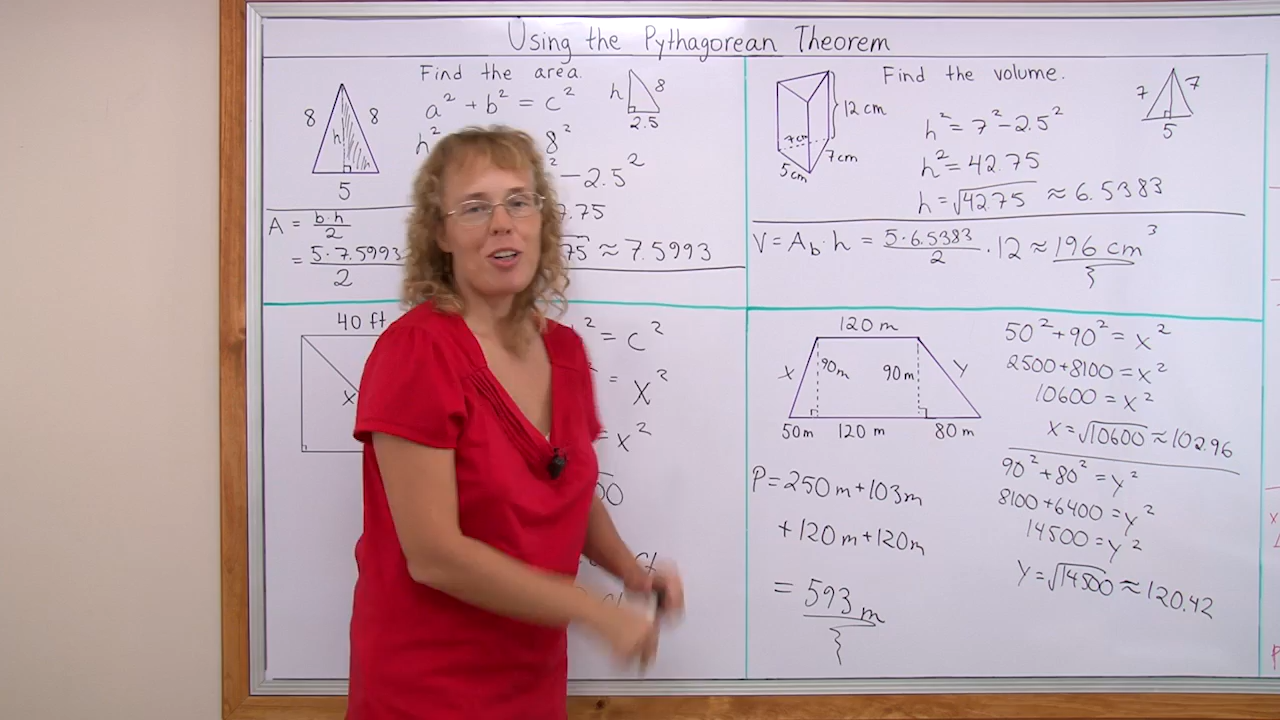 Using the Pythagorean Theorem
Find the area.
8
8
h
5
a² + b² = c²
h²
8²
² − 2.5²
7.75
75 ≈ 7.5993
h
8
2.5
A = b·h / 2
= 5·7.5993 / 2
Find the volume.
12 cm
7cm
7cm
5cm
h² = 7² − 2.5²
h² = 42.75
h = √42.75 ≈ 6.5383
7
7
5
V = A_b · h = 5·6.5383 / 2 · 12 ≈ 196 cm³
40 ft
x
² = c²
= x²
= x²
00
120 m
x
90m
90m
y
50m
120 m
80 m
P = 250 m + 103 m
+ 120 m + 120 m
= 593 m
50² + 90² = x²
2500 + 8100 = x²
10600 = x²
x = √10600 ≈ 102.96
90² + 80² = y²
8100 + 6400 = y²
14500 = y²
y = √14500 ≈ 120.42